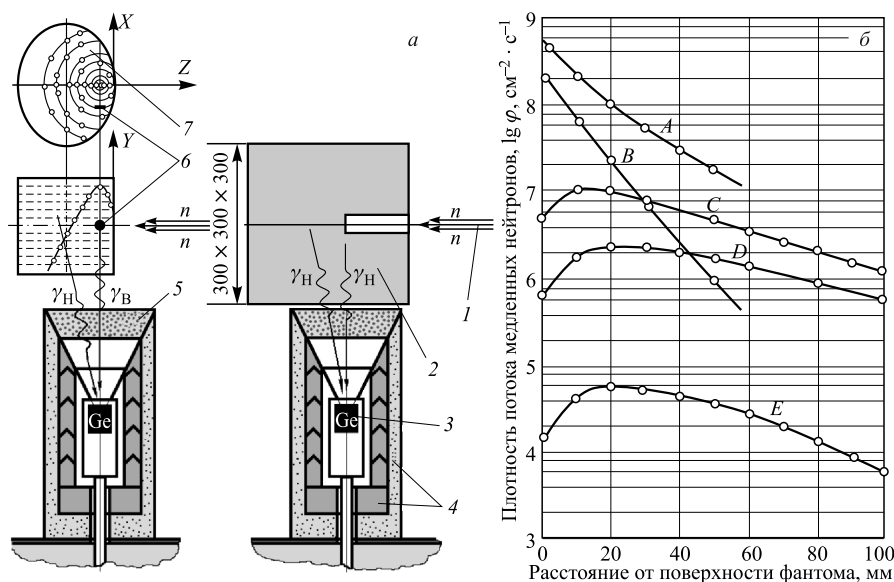 X
а
Z
7
Y
6
n
n
300 × 300 × 300
n
n
1
γН
γВ
5
γН
γН
2
Ge
Ge
3
4
Плотность потока медленных нейтронов, lg φ, см⁻² · с⁻¹
9
8
7
6
5
4
3
б
A
B
C
D
E
0
20
40
60
80
100
Расстояние от поверхности фантома, мм